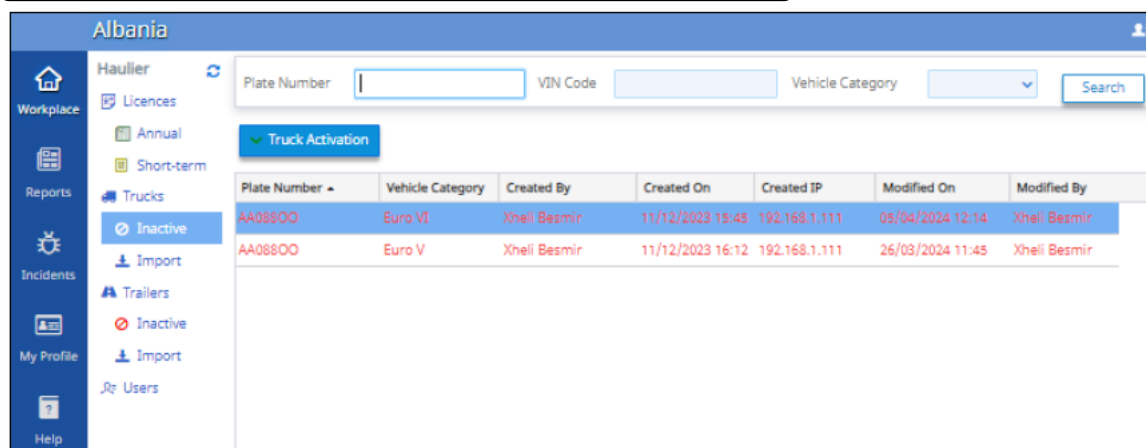 Albania
Workplace
Reports
Incidents
My Profile
Help
Haulier
Licences
Annual
Short-term
Trucks
Inactive
Import
Trailers
Inactive
Import
Users
Plate Number VIN Code Vehicle Category Search
Truck Activation
Plate Number Vehicle Category Created By Created On Created IP Modified On Modified By
AA088OO Euro VI Xheli Besmir 11/12/2023 15:45 192.168.1.111 05/04/2024 12:14 Xheli Besmir
AA088OO Euro V Xheli Besmir 11/12/2023 16:12 192.168.1.111 26/03/2024 11:45 Xheli Besmir